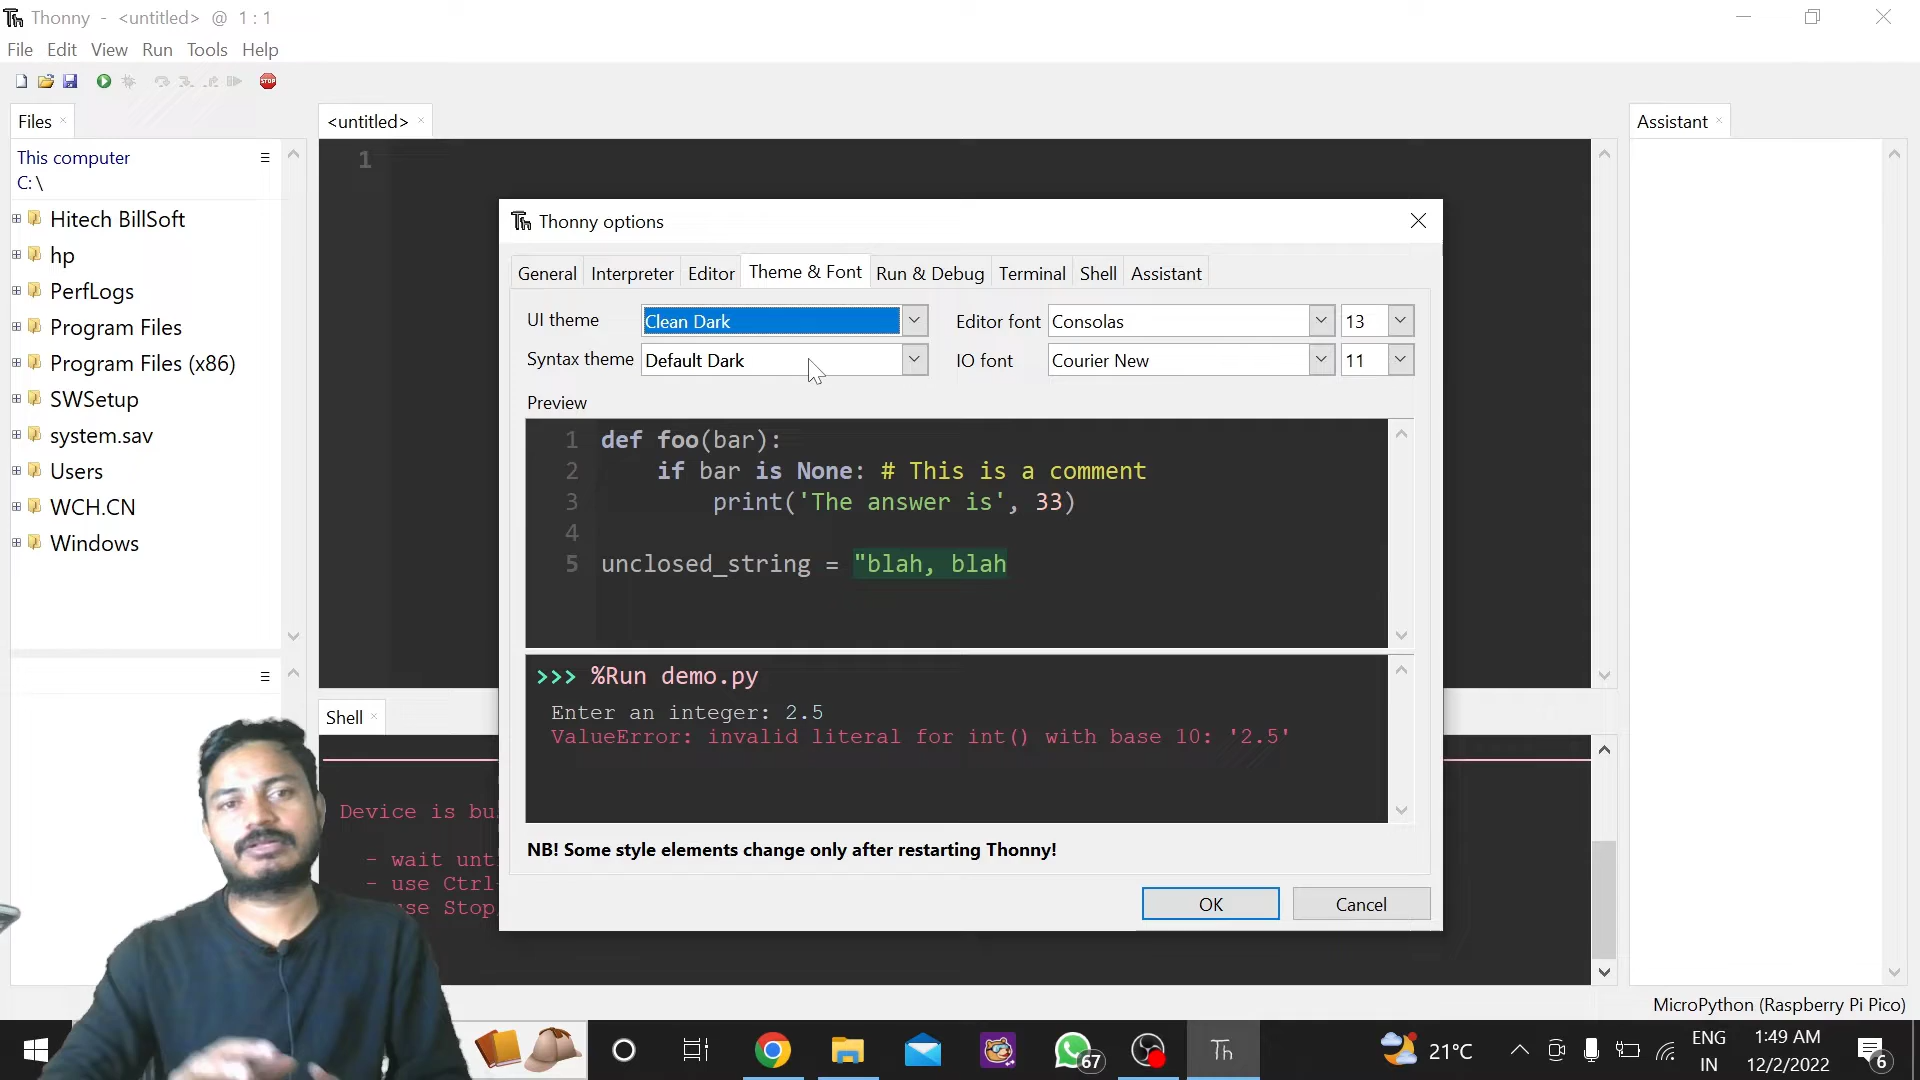 Thonny - <untitled> @ 1 : 1
File Edit View Run Tools Help
STOP
Files
<untitled>
Assistant
This computer
C: \
Hitech BillSoft
hp
PerfLogs
Program Files
Program Files (x86)
SWSetup
system.sav
Users
WCH.CN
Windows
1
Thonny options
General Interpreter Editor Theme & Font Run & Debug Terminal Shell Assistant
UI theme Clean Dark Editor font Consolas 13
Syntax theme Default Dark IO font Courier New 11
Preview
1 def foo(bar):
2 if bar is None: # This is a comment
3 print('The answer is', 33)
4
5 unclosed_string = "blah, blah
>>> %Run demo.py
Enter an integer: 2.5
ValueError: invalid literal for int() with base 10: '2.5'
NB! Some style elements change only after restarting Thonny!
OK Cancel
Shell
Device is bu
- wait unt
- use Ctrl
use Stop
MicroPython (Raspberry Pi Pico)
67
Th
21°C
ENG
IN
1:49 AM
12/2/2022
6